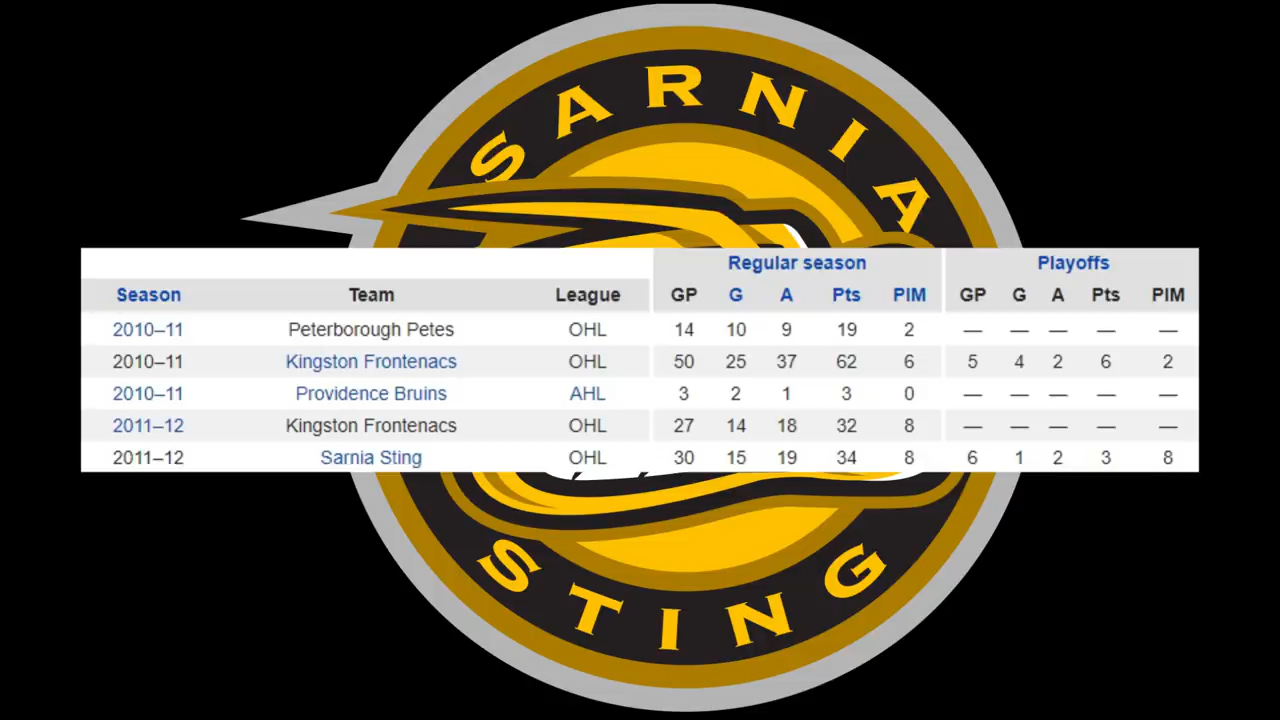 SARNIA
Regular season Playoffs
Season Team League GP G A Pts PIM GP G A Pts PIM
2010–11 Peterborough Petes OHL 14 10 9 19 2 — — — — —
2010–11 Kingston Frontenacs OHL 50 25 37 62 6 5 4 2 6 2
2010–11 Providence Bruins AHL 3 2 1 3 0 — — — — —
2011–12 Kingston Frontenacs OHL 27 14 18 32 8 — — — — —
2011–12 Sarnia Sting OHL 30 15 19 34 8 6 1 2 3 8
STING